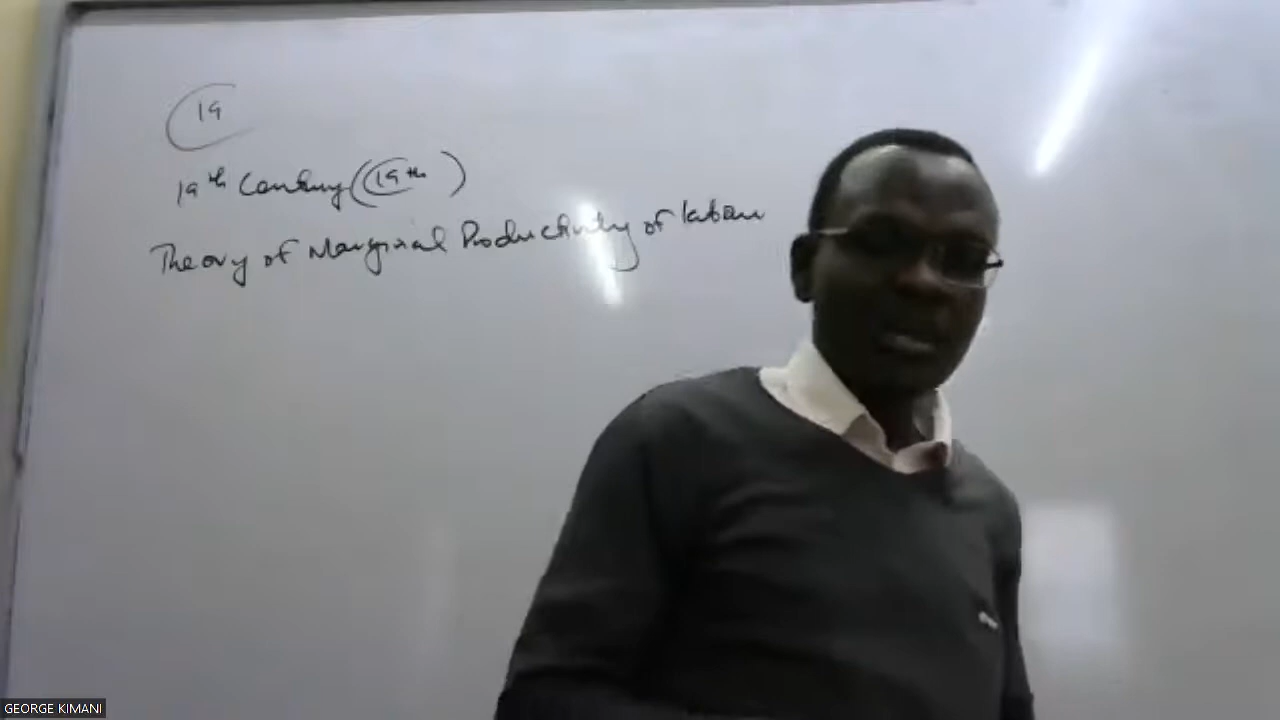 19
19th Century (19th)
Theory of Marginal Productivity of labour
GEORGE KIMANI